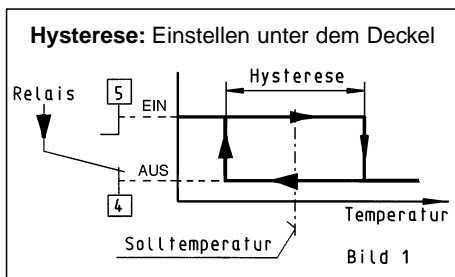 Hysterese: Einstellen unter dem Deckel
Hysterese
Relais
5
EIN
AUS
4
Temperatur
Solltemperatur
Bild 1